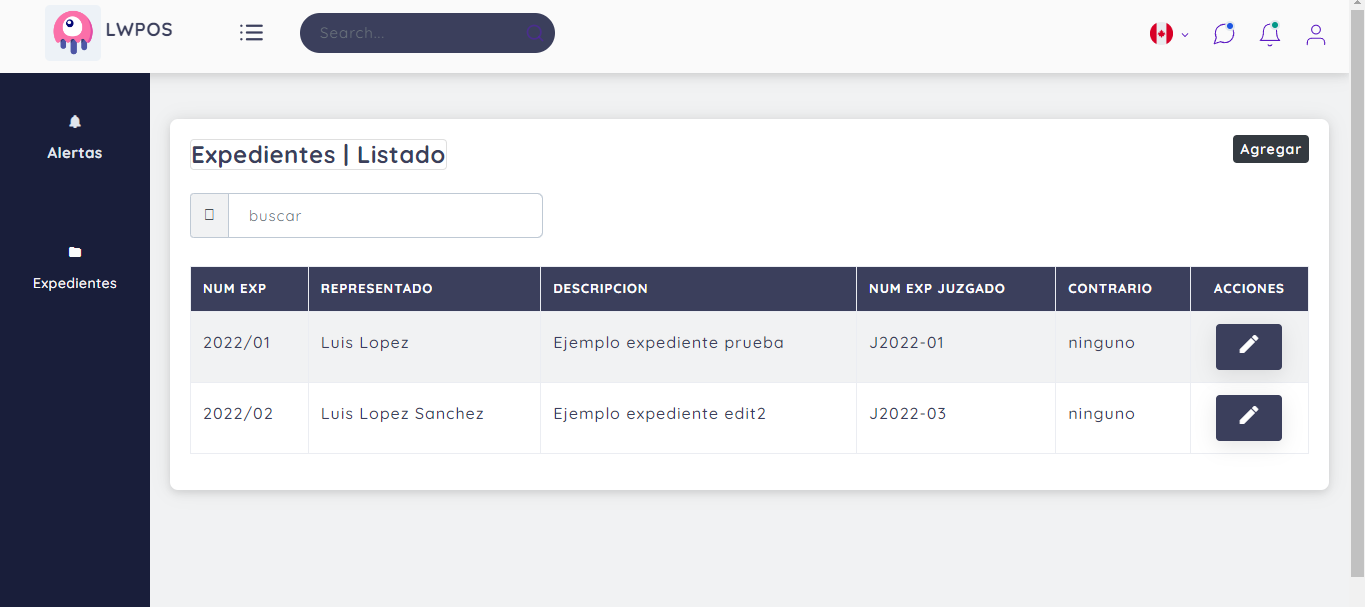 LWPOS
Search...
Alertas
Expedientes
Expedientes | Listado
Agregar
buscar
NUM EXP REPRESENTADO DESCRIPCION NUM EXP JUZGADO CONTRARIO ACCIONES
2022/01 Luis Lopez Ejemplo expediente prueba J2022-01 ninguno
2022/02 Luis Lopez Sanchez Ejemplo expediente edit2 J2022-03 ninguno